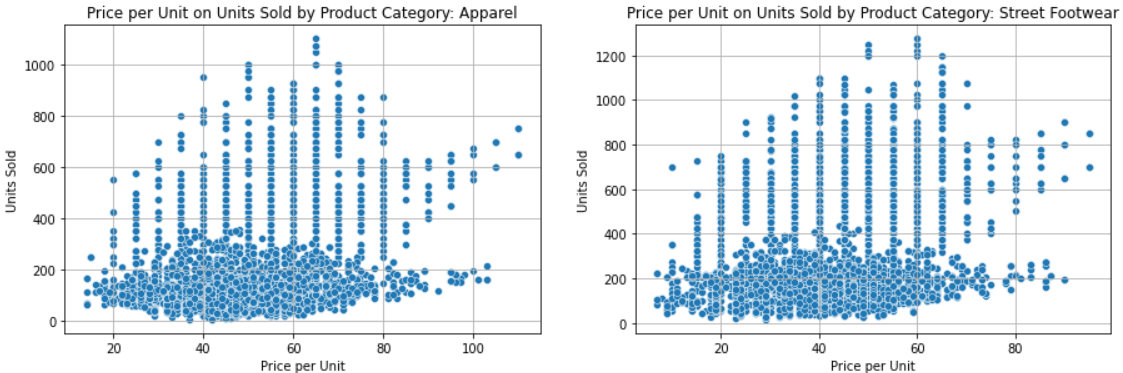 Price per Unit on Units Sold by Product Category: Apparel
Units Sold
1000
800
600
400
200
0
20 40 60 80 100
Price per Unit
Price per Unit on Units Sold by Product Category: Street Footwear
Units Sold
1200
1000
800
600
400
200
0
20 40 60 80
Price per Unit